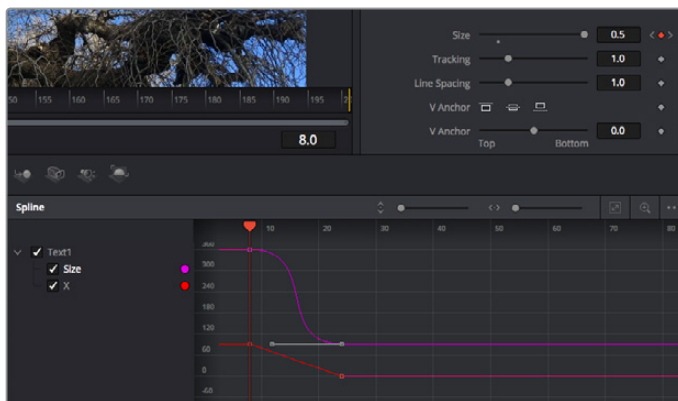 Size 0.5
Tracking 1.0
Line Spacing 1.0
V Anchor
V Anchor 0.0
Top Bottom
155 160 165 170 175 180 185 190 195
8.0
Spline
10 20 30 40 50 60 70 80
Text1
Size
X
300
240
180
120
60
0
-60